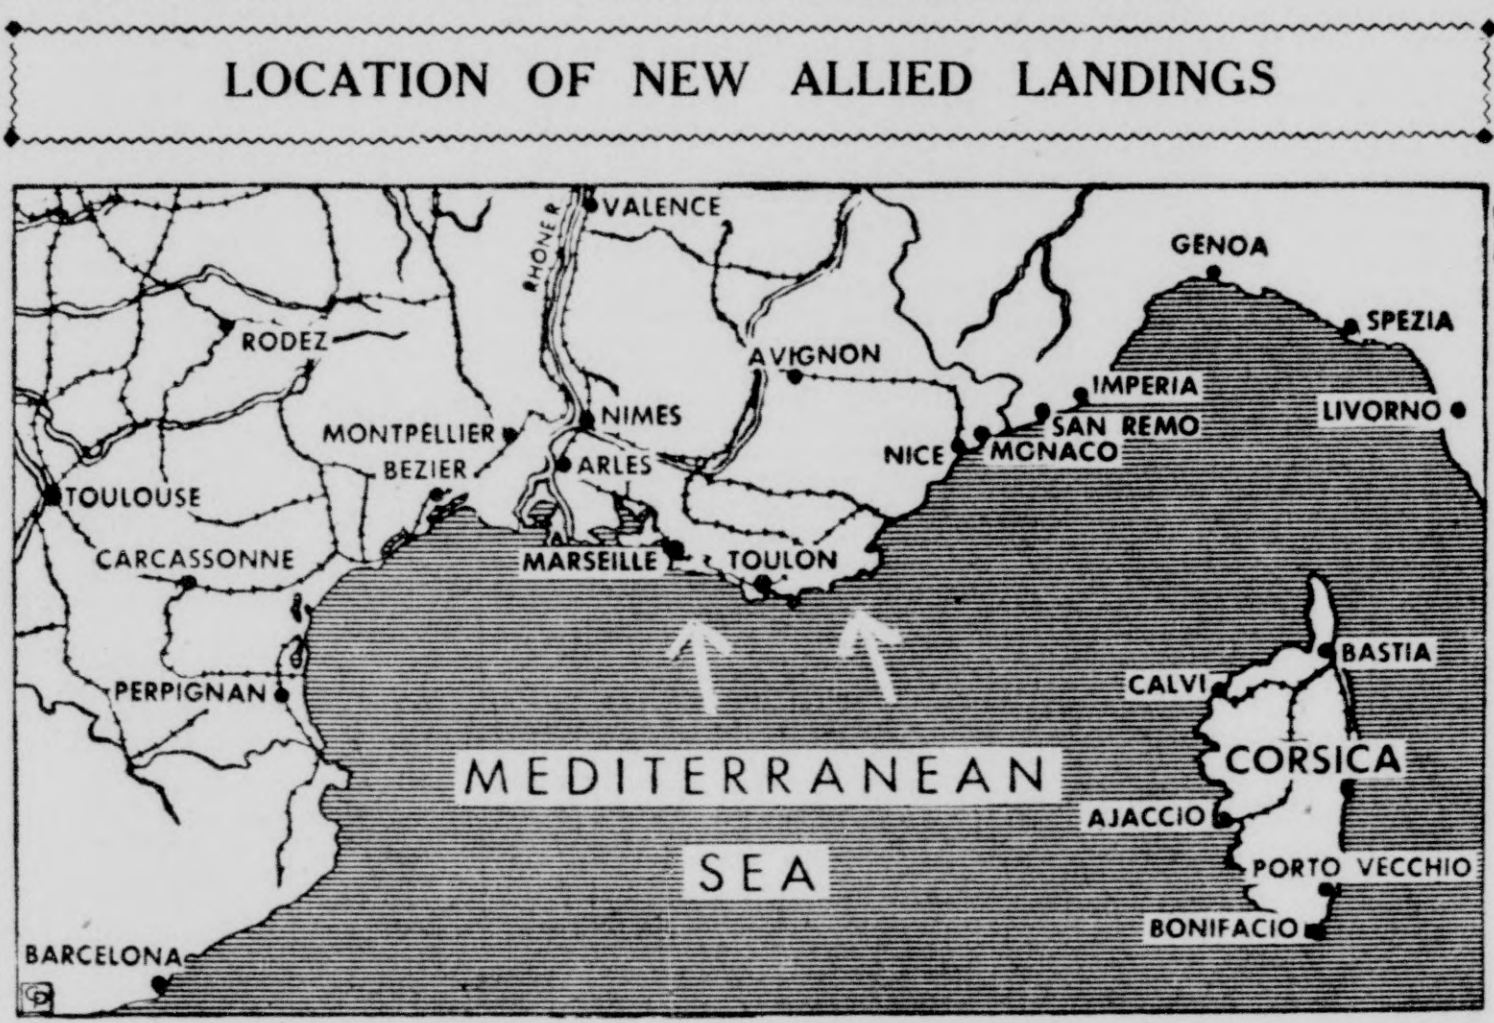 LOCATION OF NEW ALLIED LANDINGS
VALENCE
RHONE R
GENOA
SPEZIA
RODEZ
AVIGNON
IMPERIA
LIVORNO
SAN REMO
NIMES
MONTPELLIER
NICE
MONACO
BEZIER
ARLES
TOULOUSE
CARCASSONNE
MARSEILLE
TOULON
BASTIA
CALVI
PERPIGNAN
MEDITERRANEAN
SEA
CORSICA
AJACCIO
PORTO VECCHIO
BONIFACIO
BARCELONA
CP